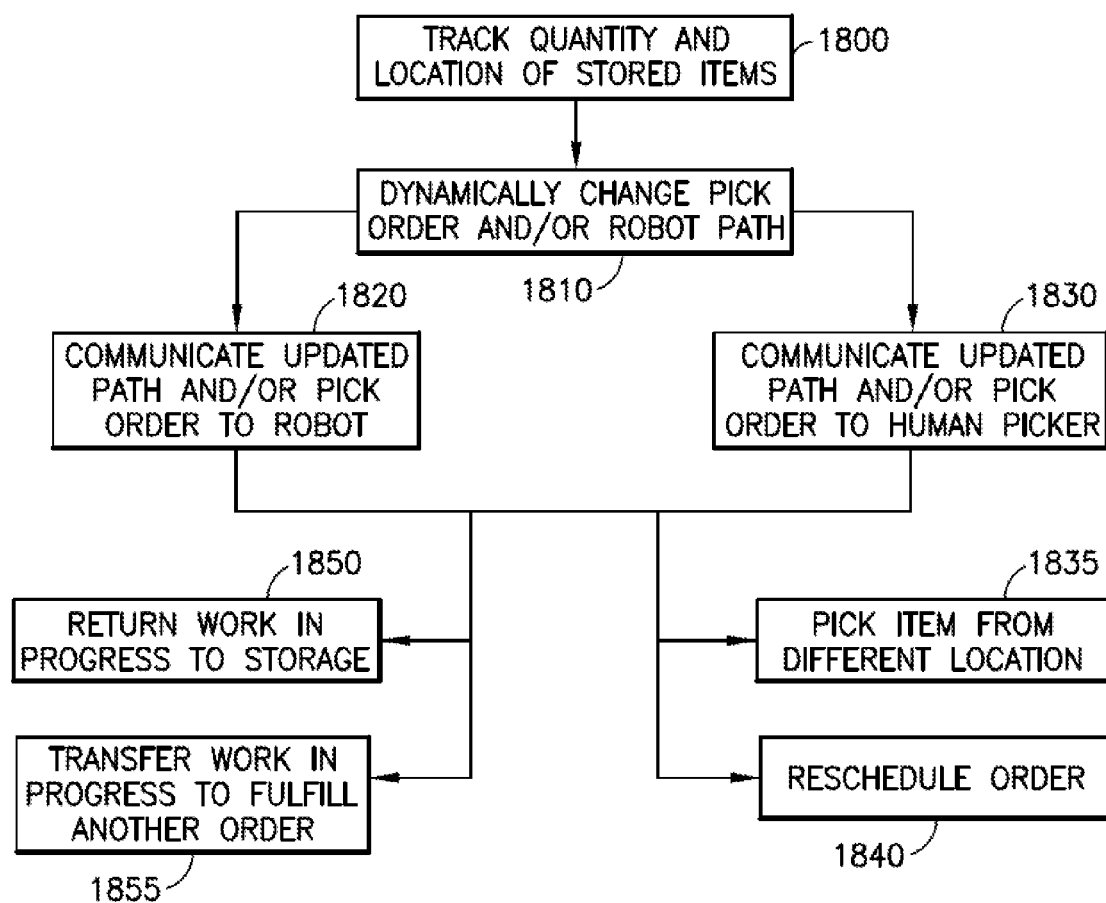 TRACK QUANTITY AND
LOCATION OF STORED ITEMS
1800
DYNAMICALLY CHANGE PICK
ORDER AND/OR ROBOT PATH
1810
1820
COMMUNICATE UPDATED
PATH AND/OR PICK
ORDER TO ROBOT
1830
COMMUNICATE UPDATED
PATH AND/OR PICK
ORDER TO HUMAN PICKER
1850
RETURN WORK IN
PROGRESS TO STORAGE
1835
PICK ITEM FROM
DIFFERENT LOCATION
TRANSFER WORK IN
PROGRESS TO FULFILL
ANOTHER ORDER
1855
RESCHEDULE ORDER
1840